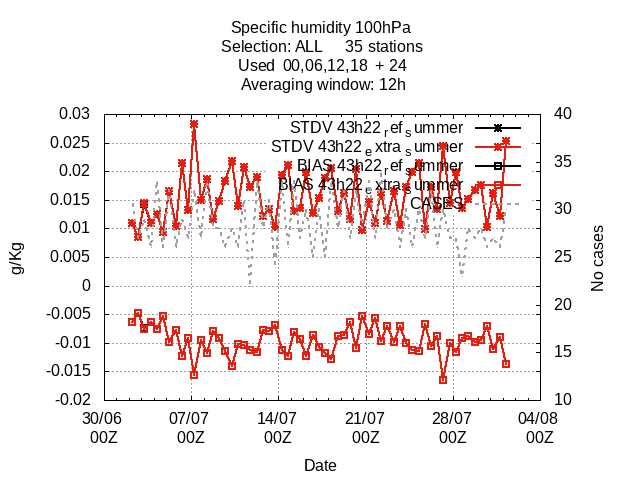 Specific humidity 100hPa
Selection: ALL 35 stations
Used 00,06,12,18 + 24
Averaging window: 12h
0.03
0.025
0.02
0.015
0.01
0.005
0
-0.005
-0.01
-0.015
-0.02
g/Kg
40
35
30
25
20
15
10
No cases
STDV 43h22_ref_summer
STDV 43h22_extra_summer
BIAS 43h22_ref_summer
BIAS 43h22_extra_summer
CASES
30/06 07/07 14/07 21/07 28/07 04/08
00Z 00Z 00Z 00Z 00Z 00Z
Date